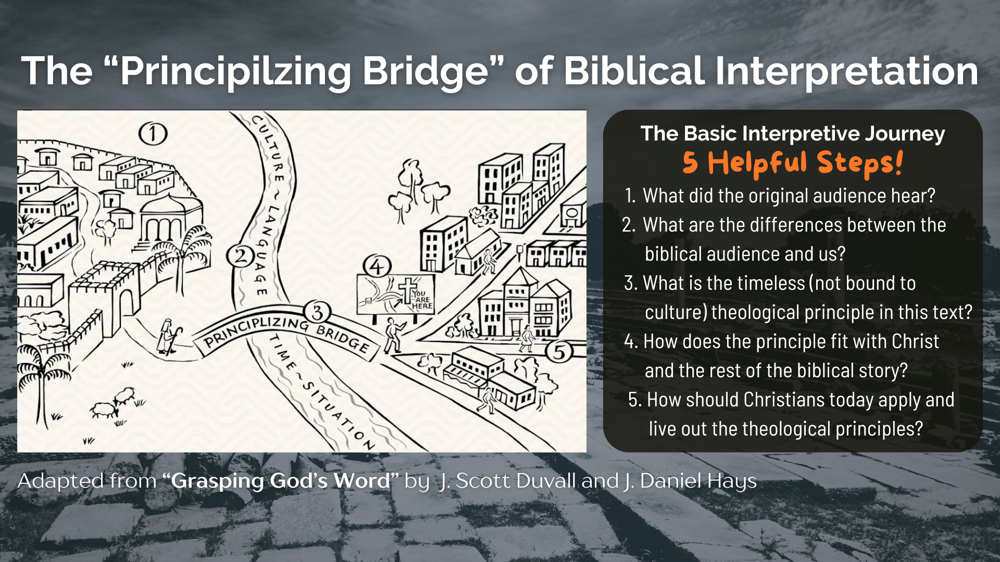 The “Principilzing Bridge” of Biblical Interpretation
1
CULTURE ~ LANGUAGE
2
4
YOU
ARE
HERE
3
PRINCIPLIZING BRIDGE
TIME ~ SITUATION
5
The Basic Interpretive Journey
5 Helpful Steps!
1. What did the original audience hear?
2. What are the differences between the
biblical audience and us?
3. What is the timeless (not bound to
culture) theological principle in this text?
4. How does the principle fit with Christ
and the rest of the biblical story?
5. How should Christians today apply and
live out the theological principles?
Adapted from “Grasping God’s Word” by J. Scott Duvall and J. Daniel Hays